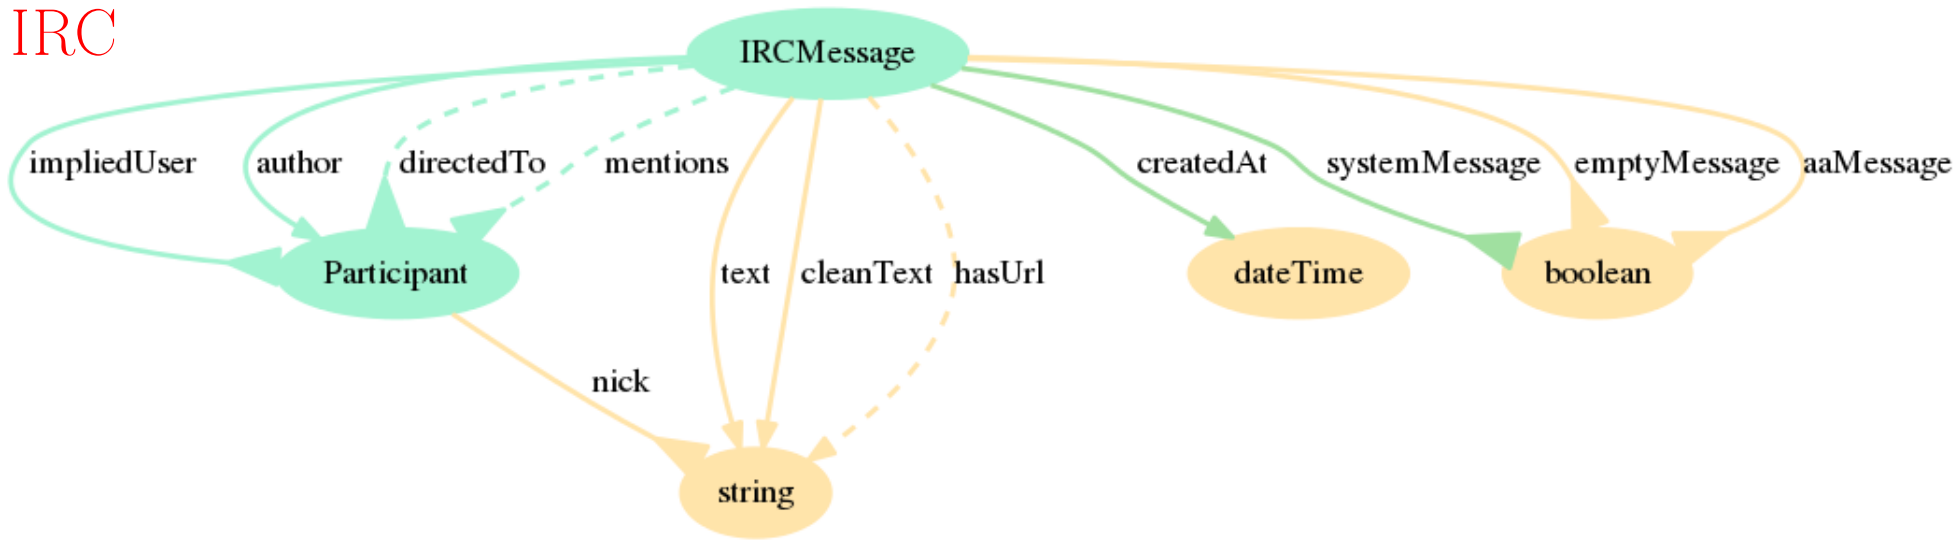 IRC
IRCMessage
impliedUser
author
directedTo
mentions
createdAt
systemMessage
emptyMessage
aaMessage
Participant
text
cleanText
hasUrl
dateTime
boolean
nick
string